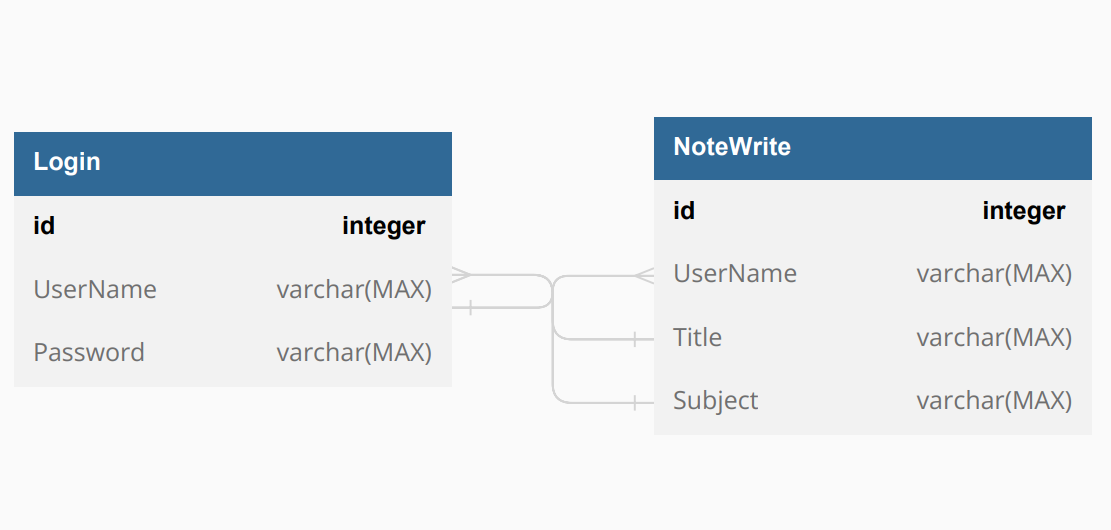 Login
id integer
UserName varchar(MAX)
Password varchar(MAX)
NoteWrite
id integer
UserName varchar(MAX)
Title varchar(MAX)
Subject varchar(MAX)